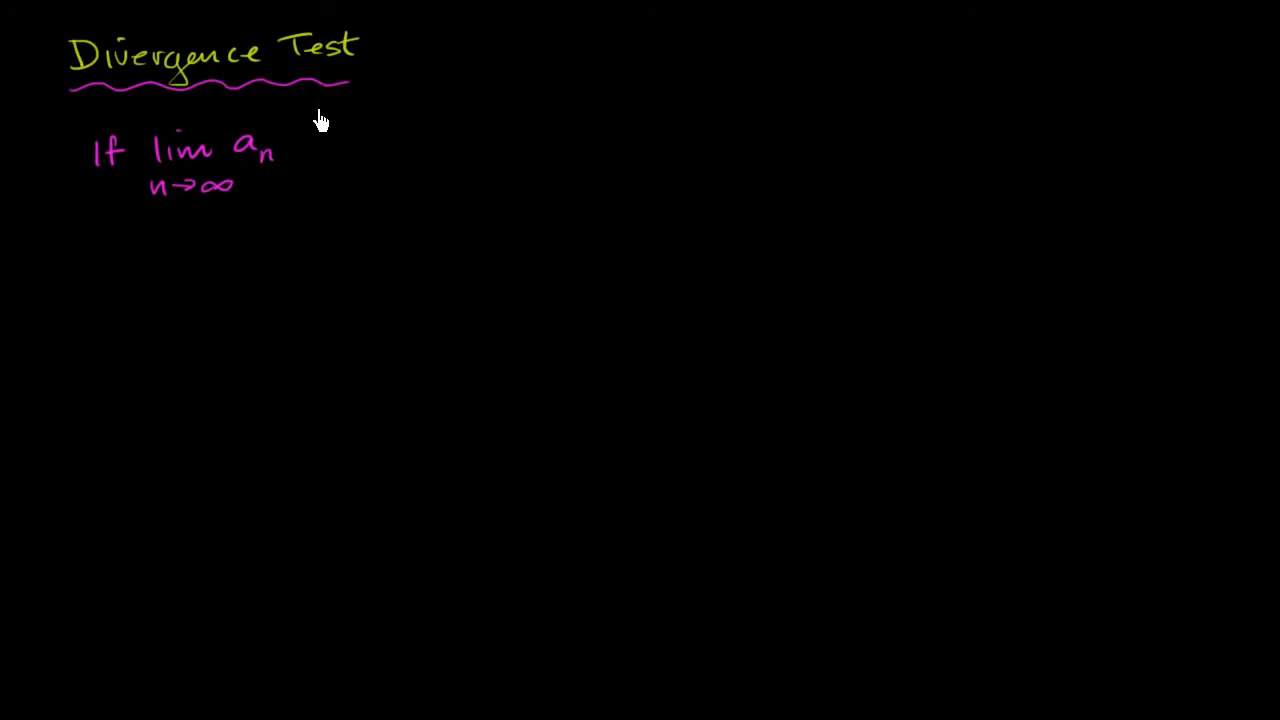 Divergence Test
If lim aₙ
n→∞